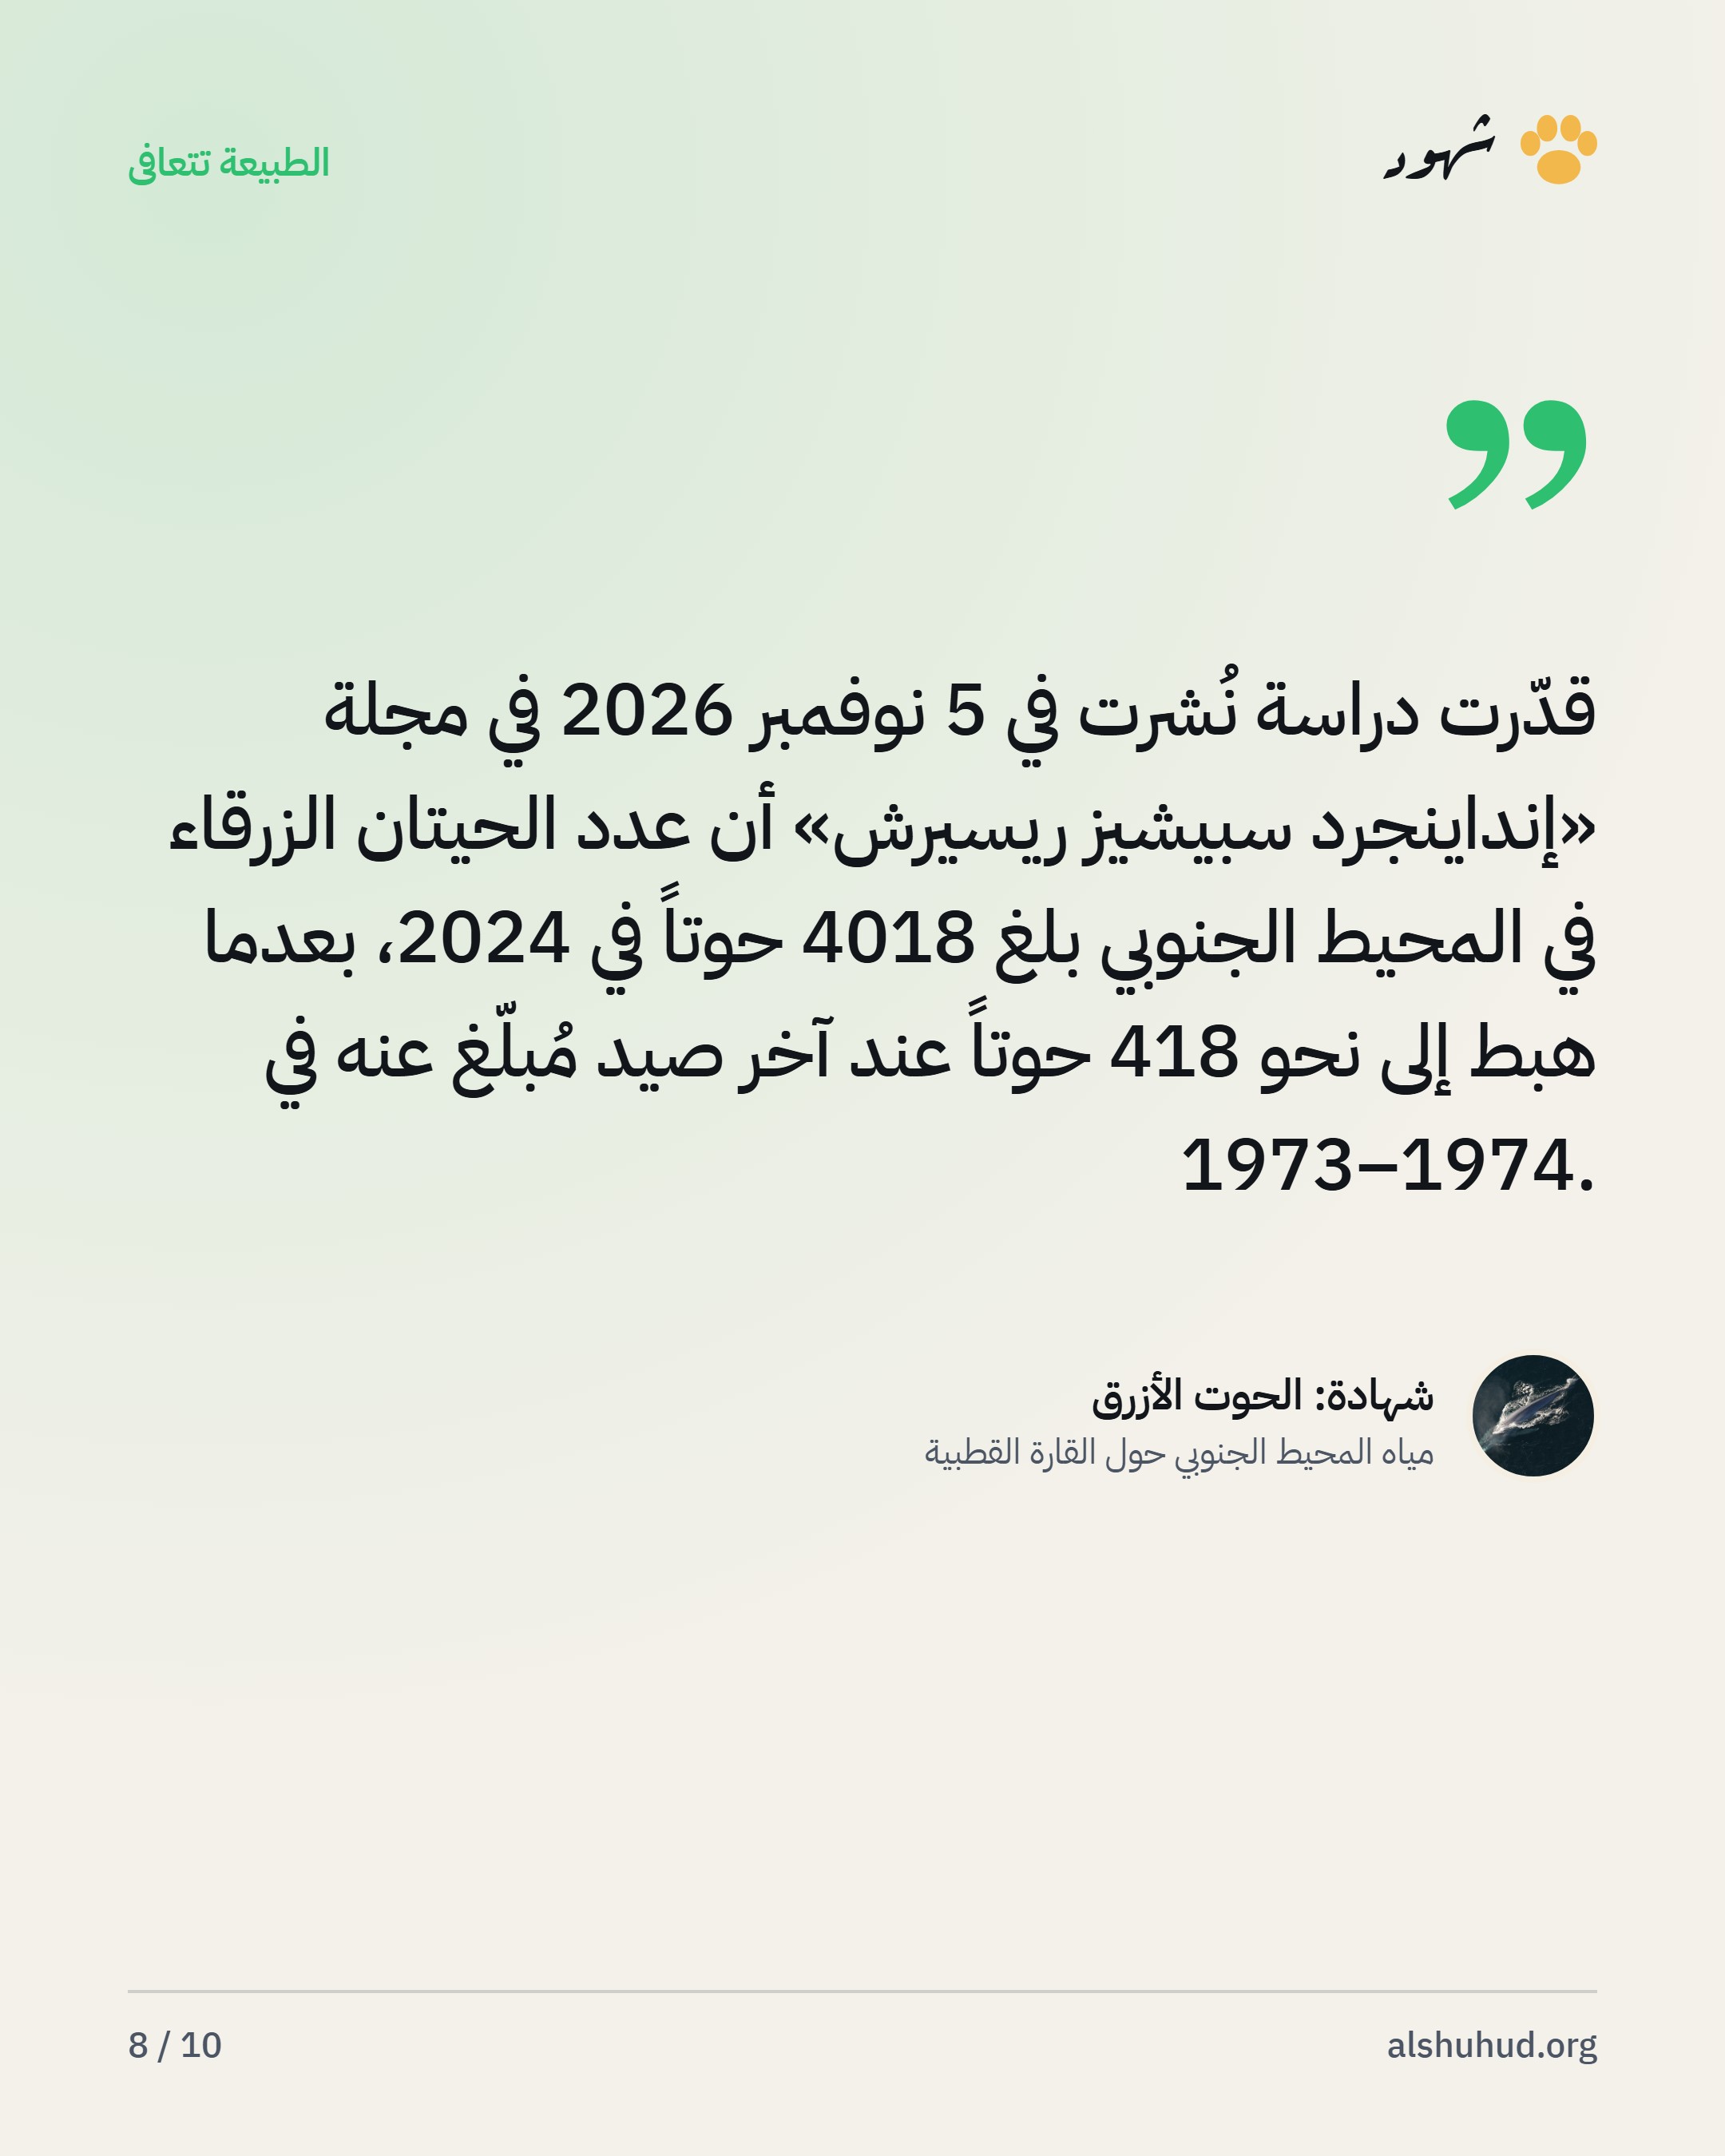 شهود
الطبيعة تتعافى
”
قدّرت دراسة نُشرت في 5 نوفمبر 2026 في مجلة
«إنداينجرد سبيشيز ريسيرش» أن عدد الحيتان الزرقاء
في المحيط الجنوبي بلغ 4018 حوتاً في 2024، بعدما
هبط إلى نحو 418 حوتاً عند آخر صيد مُبلّغ عنه في
1973–1974.
شهادة: الحوت الأزرق
مياه المحيط الجنوبي حول القارة القطبية
alshuhud.org
8 / 10